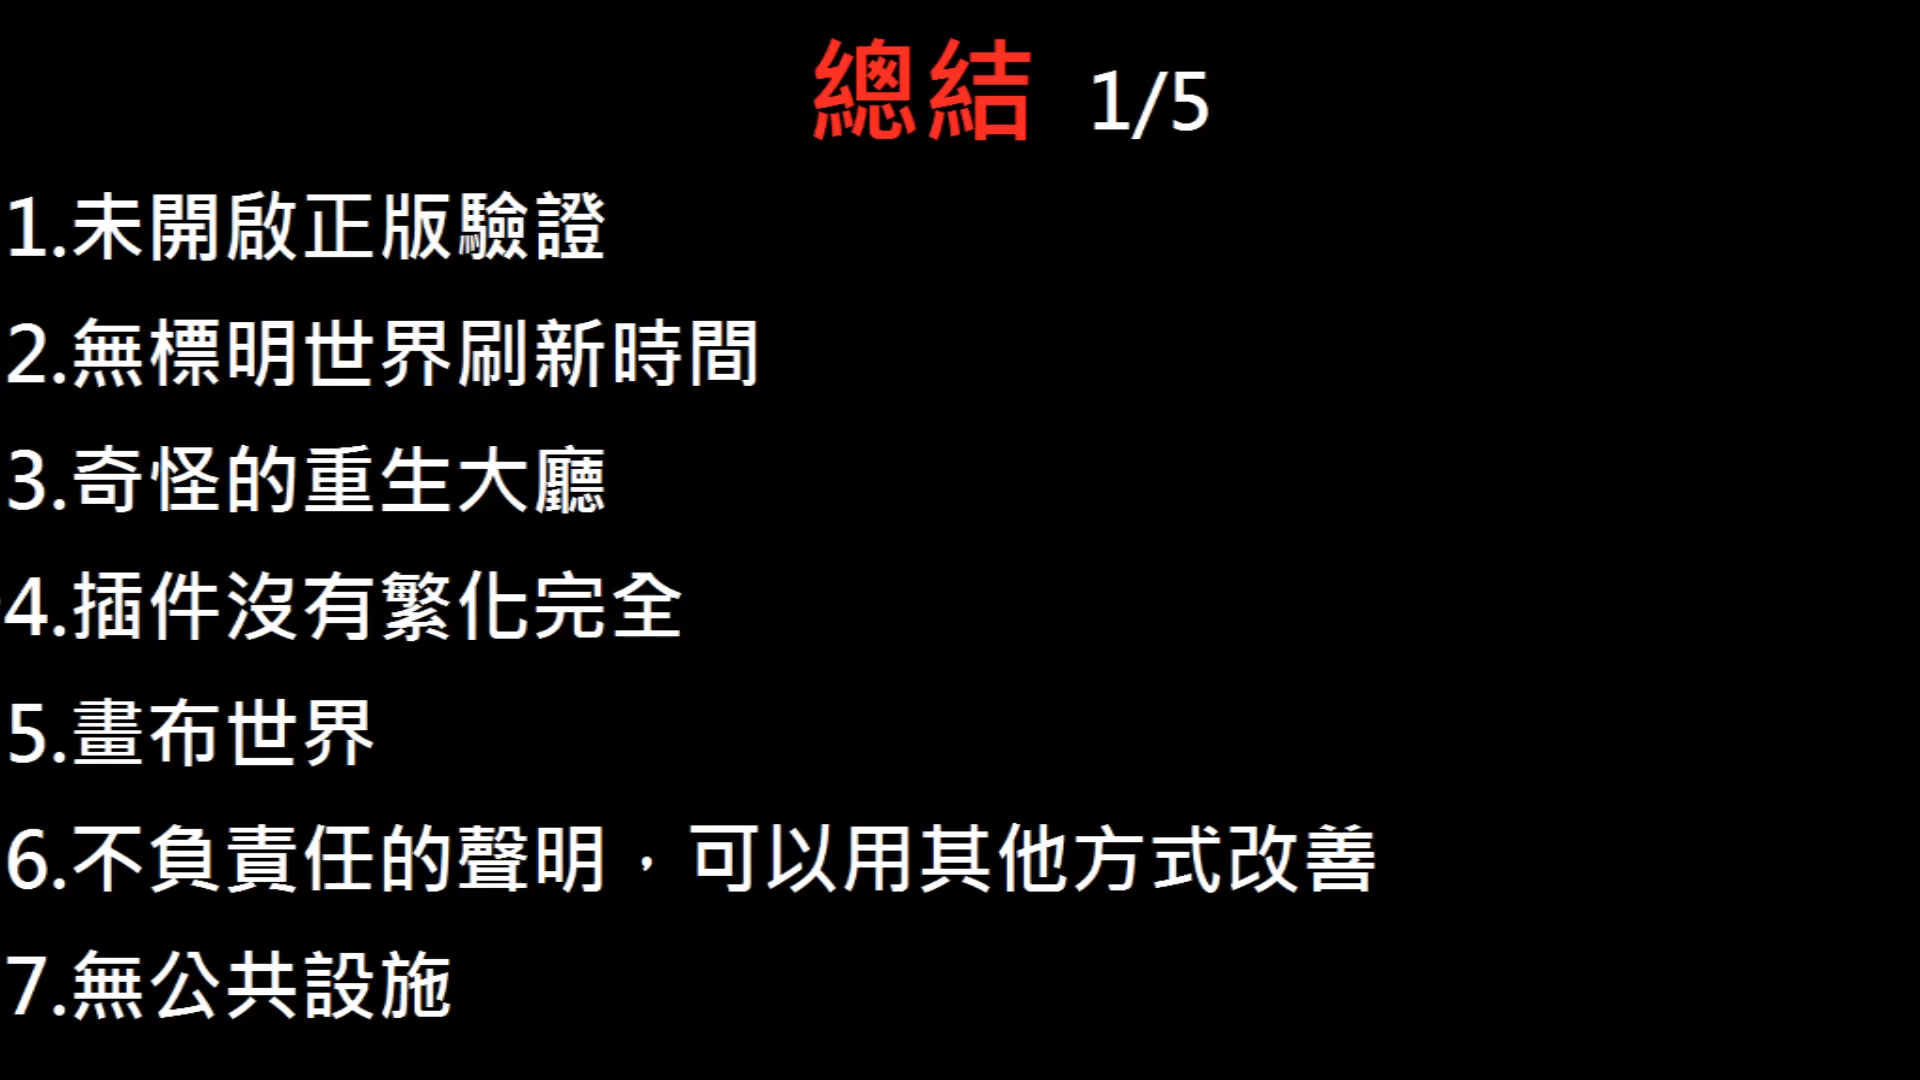 總結 1/5
1.未開啟正版驗證
2.無標明世界刷新時間
3.奇怪的重生大廳
4.插件沒有繁化完全
5.畫布世界
6.不負責任的聲明，可以用其他方式改善
7.無公共設施